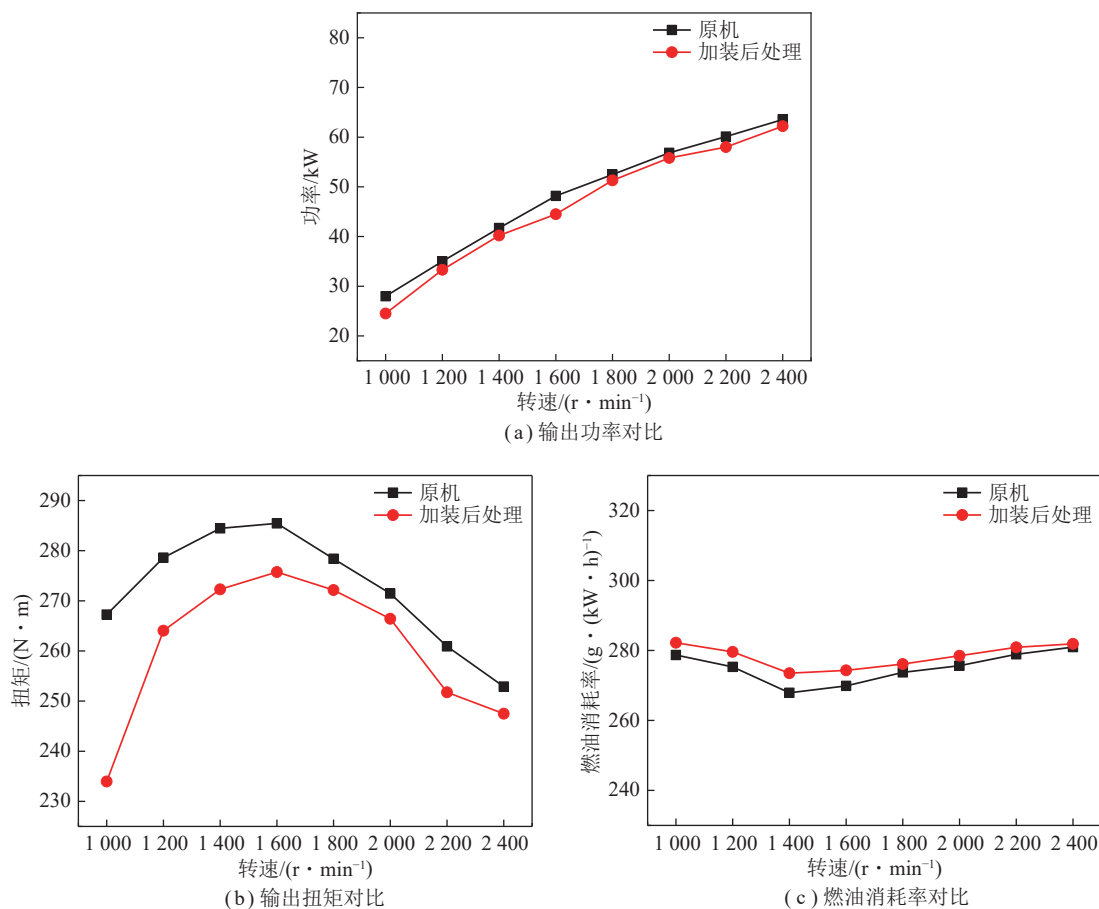 原机
加装后处理
功率/kW
80
70
60
50
40
30
20
1 000 1 200 1 400 1 600 1 800 2 000 2 200 2 400
转速/(r·min⁻¹)
(a)输出功率对比
原机
加装后处理
扭矩/(N·m)
290
280
270
260
250
240
230
1 000 1 200 1 400 1 600 1 800 2 000 2 200 2 400
转速/(r·min⁻¹)
(b)输出扭矩对比
原机
加装后处理
燃油消耗率/(g·(kW·h)⁻¹)
320
300
280
260
240
1 000 1 200 1 400 1 600 1 800 2 000 2 200 2 400
转速/(r·min⁻¹)
(c)燃油消耗率对比